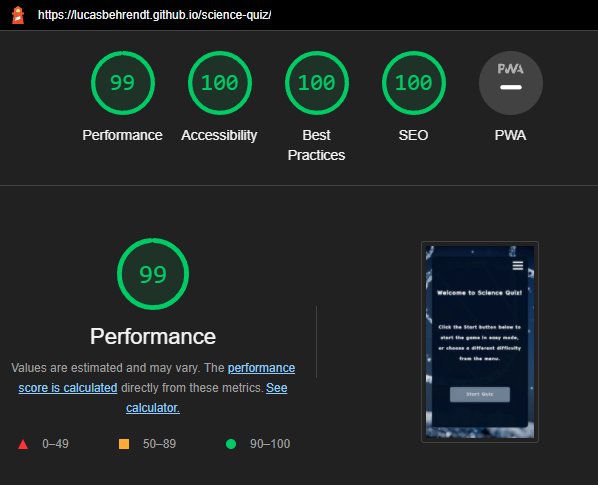 https://lucasbehrendt.github.io/science-quiz/
99
100
100
100
PWA
Performance
Accessibility
Best
Practices
SEO
PWA
99
Performance
Values are estimated and may vary. The performance
score is calculated directly from these metrics. See
calculator.
0–49
50–89
90–100
Welcome to Science Quiz!
Click the Start button below to
start the game in easy mode,
or choose a different difficulty
from the menu.
Start Quiz